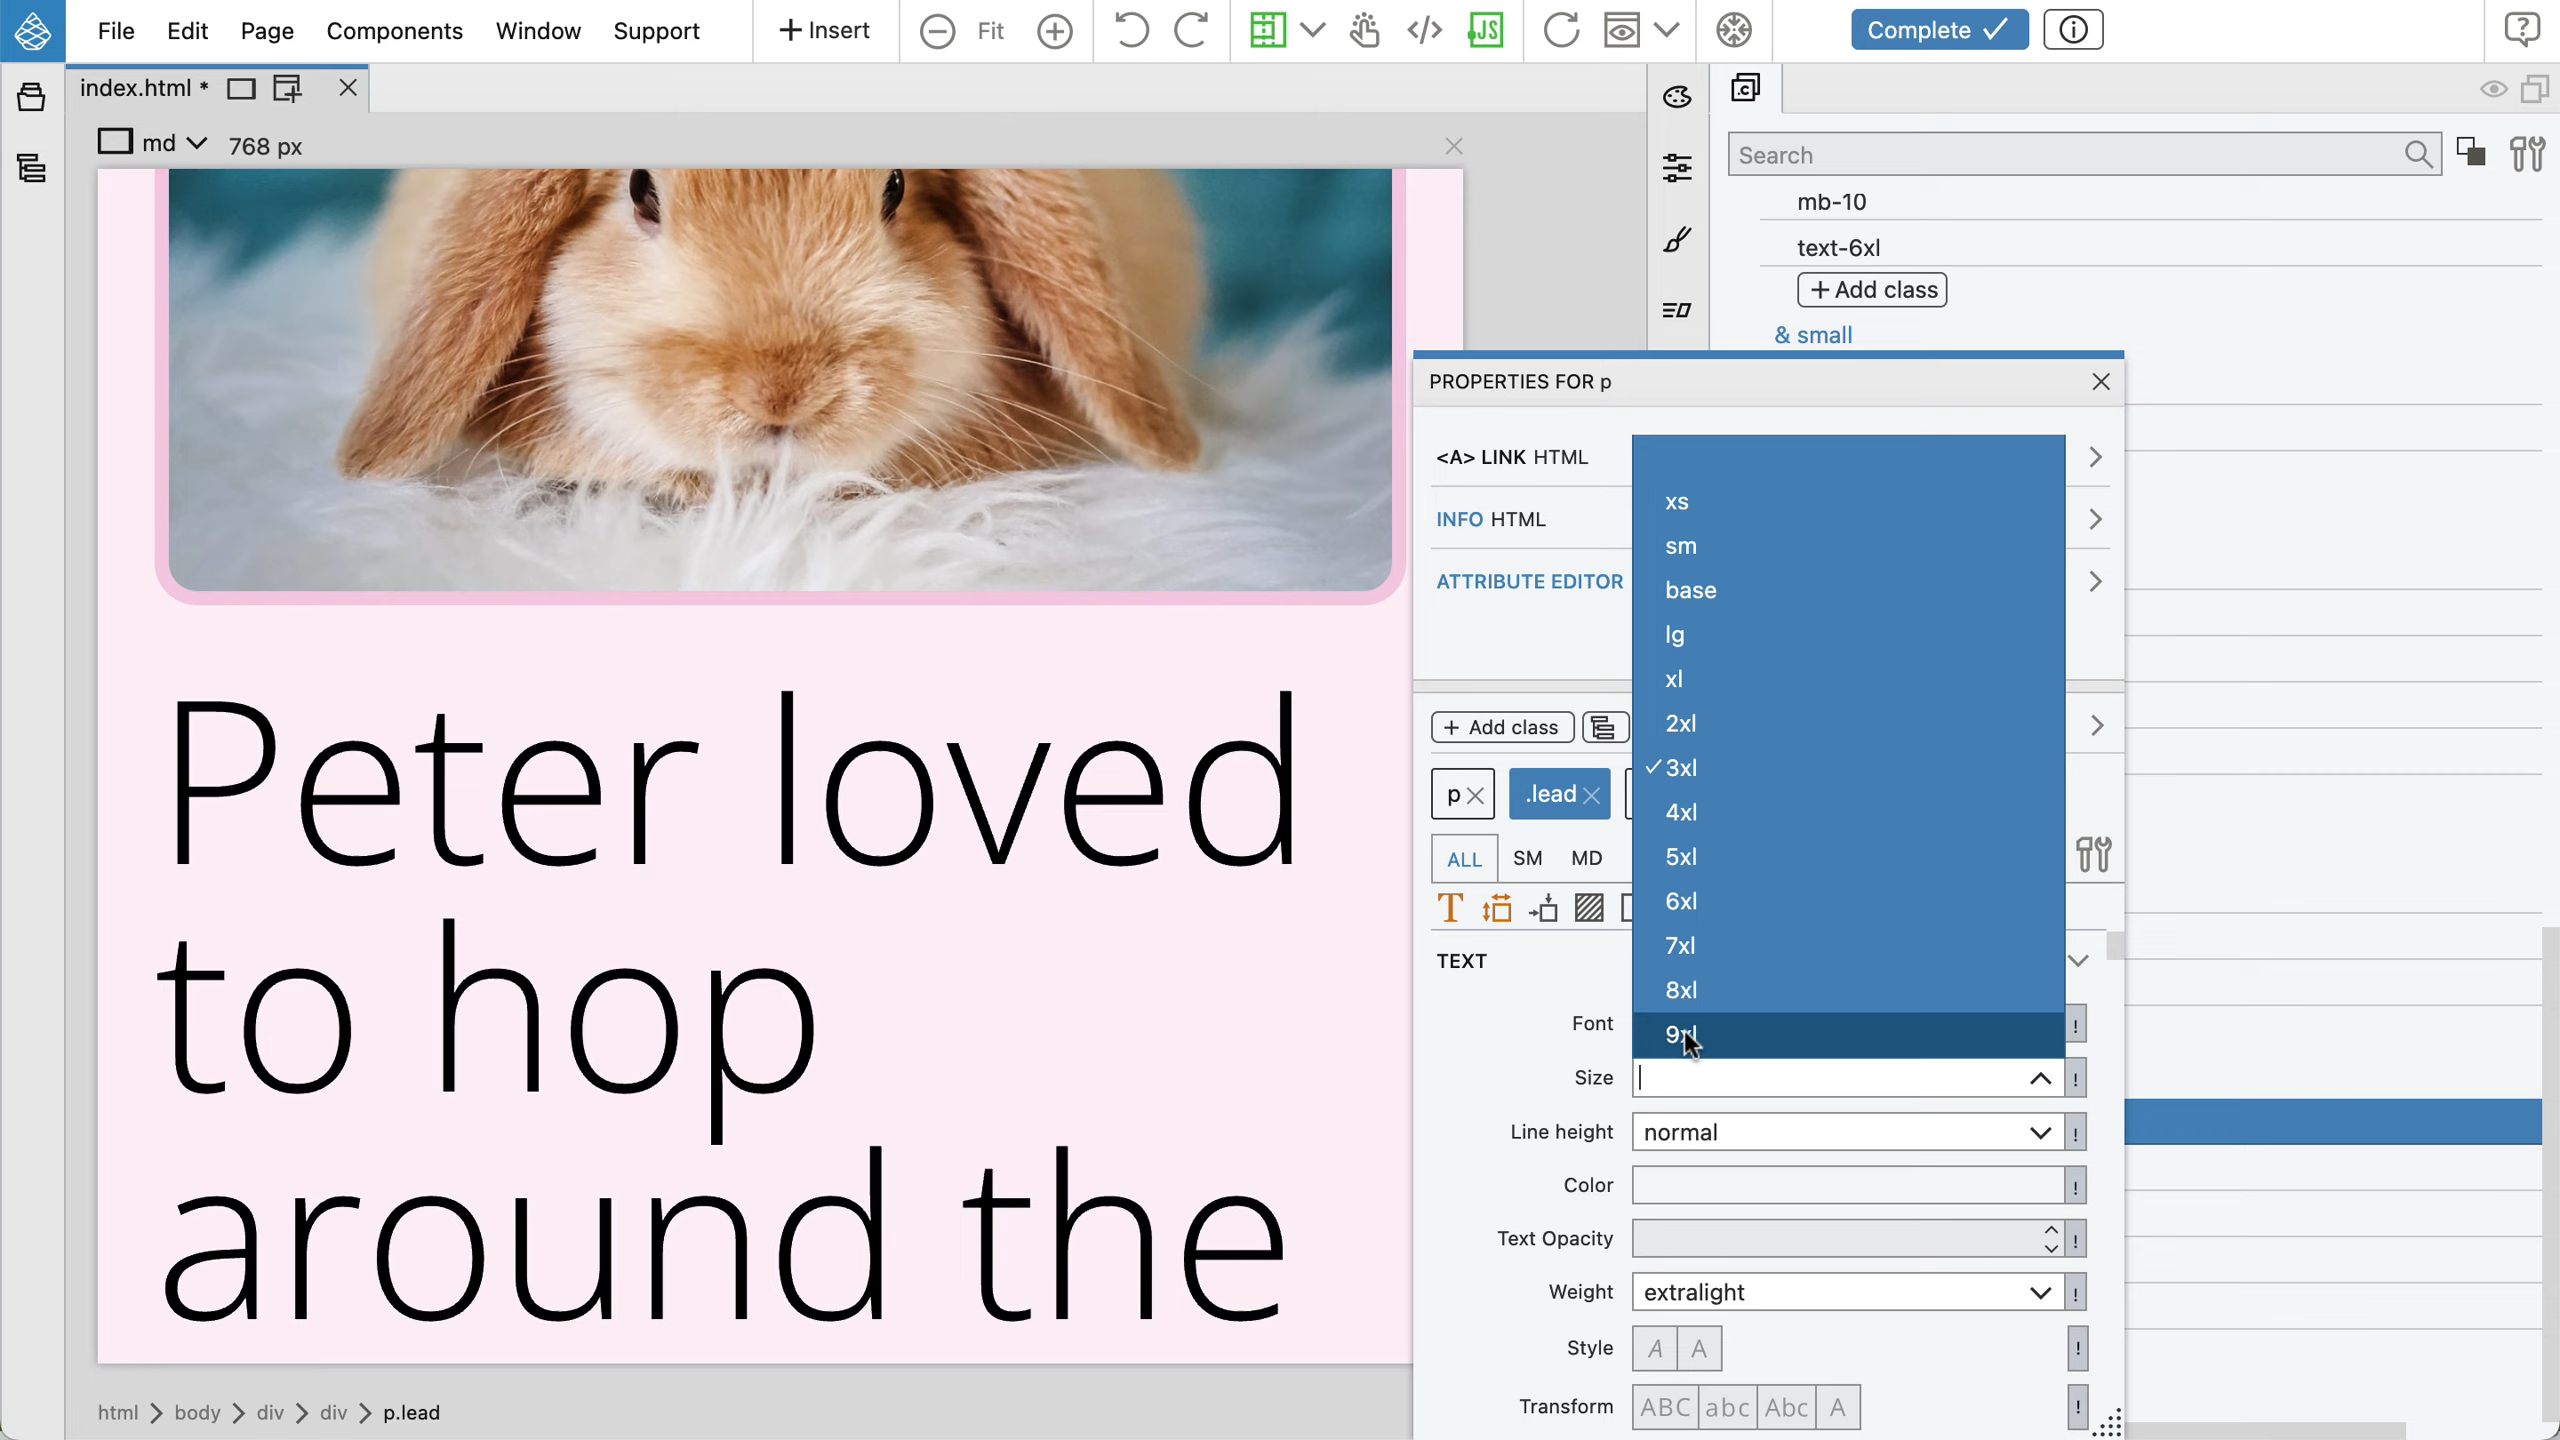 File Edit Page Components Window Support + Insert Fit </> JS Complete ✓
index.html *
md 768 px
Search
mb-10
text-6xl
+ Add class
& small
PROPERTIES FOR p
<A> LINK HTML
INFO HTML
ATTRIBUTE EDITOR
xs
sm
base
lg
xl
2xl
✓ 3xl
4xl
5xl
6xl
7xl
8xl
9xl
+ Add class
p .lead
ALL SM MD
T
TEXT
Font !
Size !
Line height normal !
Color !
Text Opacity !
Weight extralight !
Style A A !
Transform ABC abc Abc A !
Peter loved
to hop
around the
html > body > div > div > p.lead